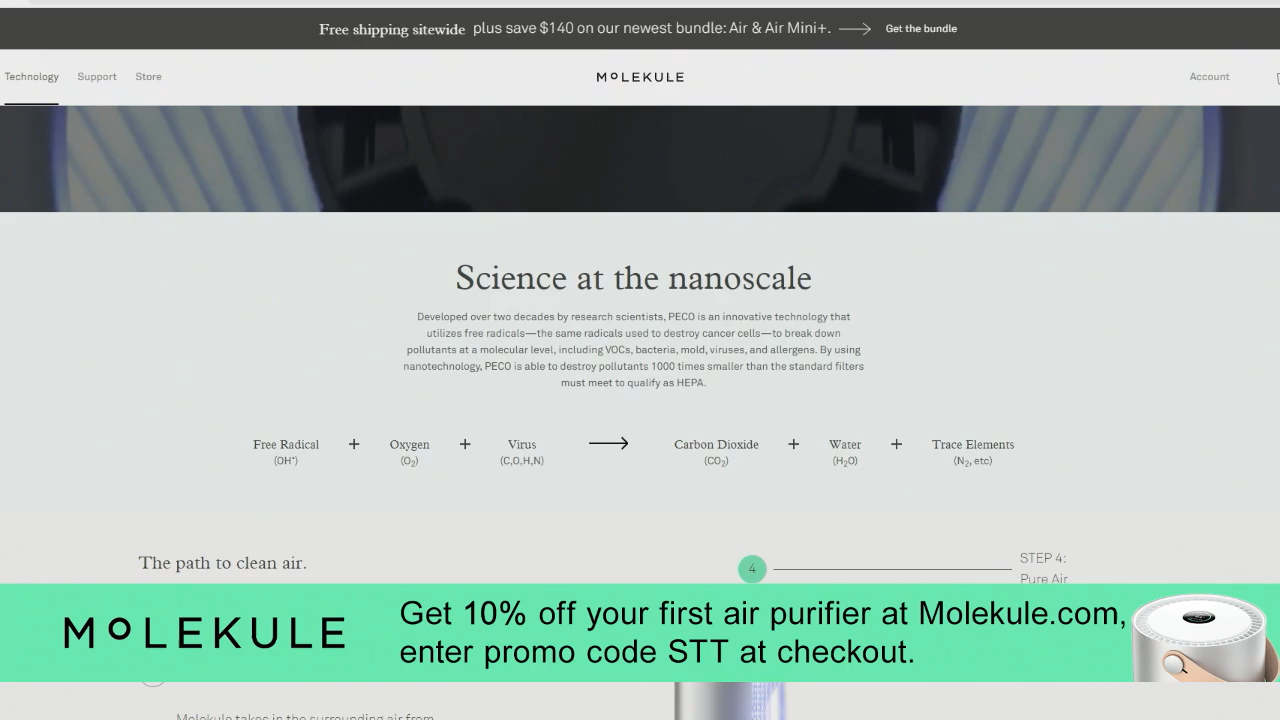 Free shipping sitewide plus save $140 on our newest bundle: Air & Air Mini+. Get the bundle
Technology Support Store MOLEKULE Account
Science at the nanoscale
Developed over two decades by research scientists, PECO is an innovative technology that
utilizes free radicals—the same radicals used to destroy cancer cells—to break down
pollutants at a molecular level, including VOCs, bacteria, mold, viruses, and allergens. By using
nanotechnology, PECO is able to destroy pollutants 1000 times smaller than the standard filters
must meet to qualify as HEPA.
Free Radical + Oxygen + Virus Carbon Dioxide + Water + Trace Elements
(OH•) (O₂) (C,O,H,N) (CO₂) (H₂O) (N₂, etc)
The path to clean air.
4
STEP 4:
Pure Air
MOLEKULE
Get 10% off your first air purifier at Molekule.com,
enter promo code STT at checkout.
Molekule takes in the surrounding air from